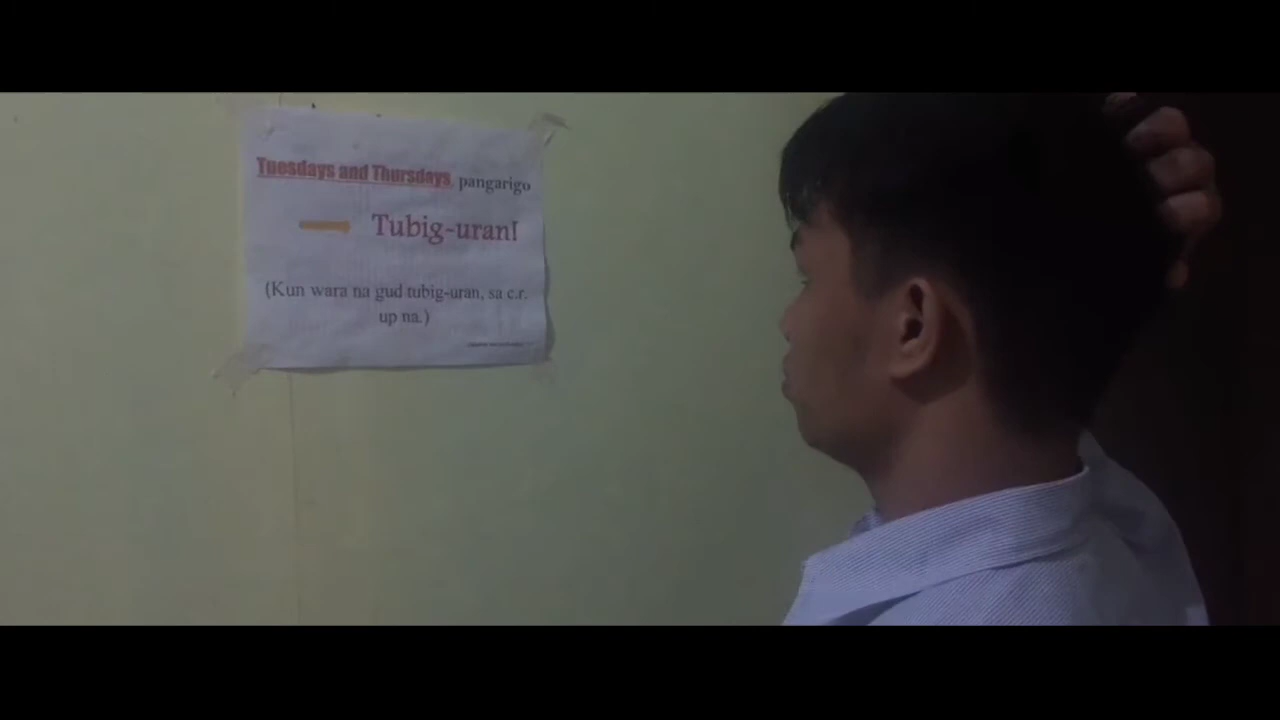 Tuesdays and Thursdays, pangarigo
Tubig-uran!
(Kun wara na gud tubig-uran, sa c.r.
up na.)